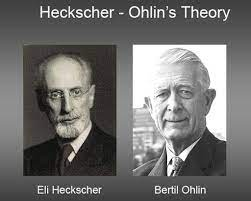 Heckscher - Ohlin's Theory
Eli Heckscher
Bertil Ohlin